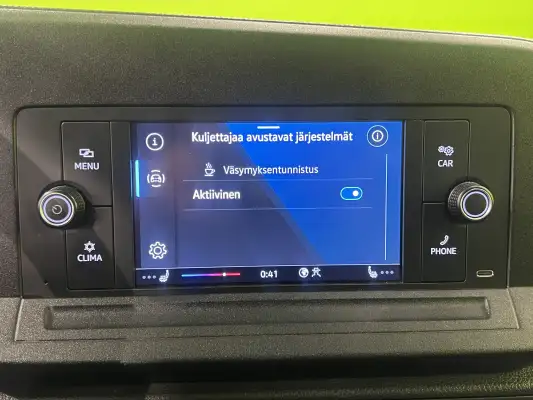 Kuljettajaa avustavat järjestelmät
Väsymyksentunnistus
Aktiivinen
0:41
MENU
CLIMA
CAR
PHONE